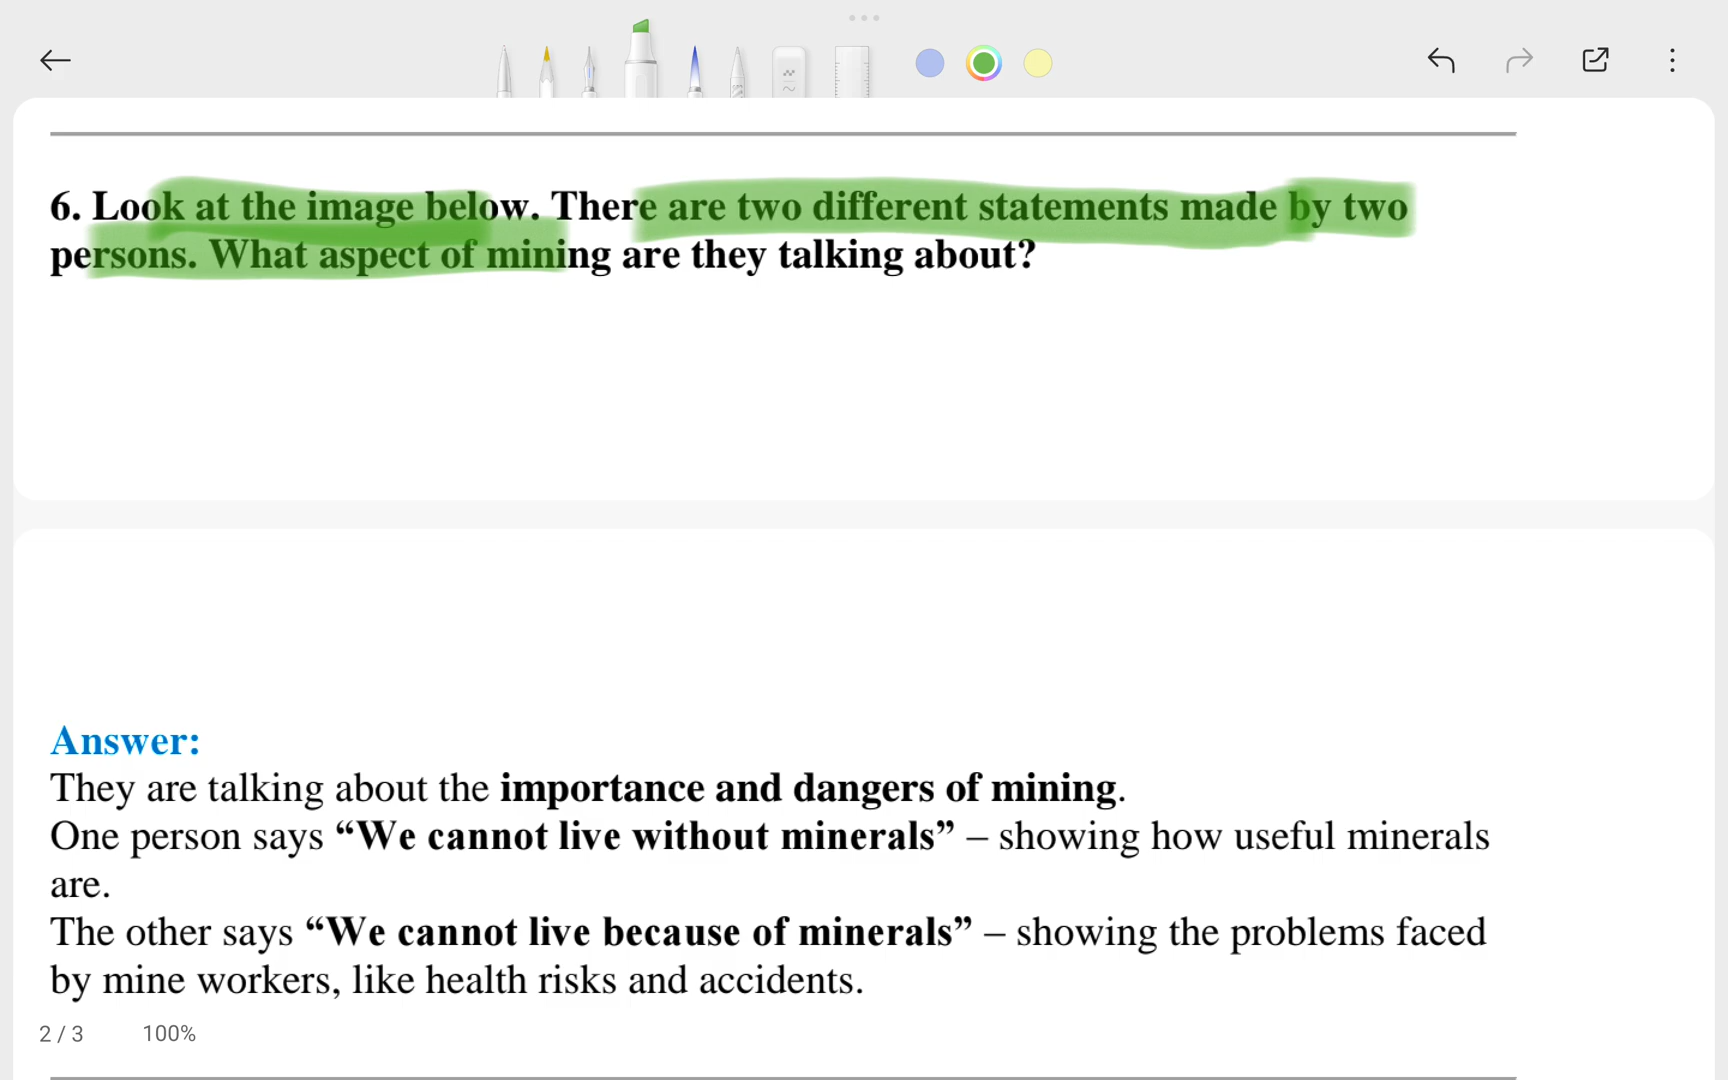 6. Look at the image below. There are two different statements made by two
persons. What aspect of mining are they talking about?
Answer:
They are talking about the importance and dangers of mining.
One person says “We cannot live without minerals” – showing how useful minerals
are.
The other says “We cannot live because of minerals” – showing the problems faced
by mine workers, like health risks and accidents.
2 / 3 100%